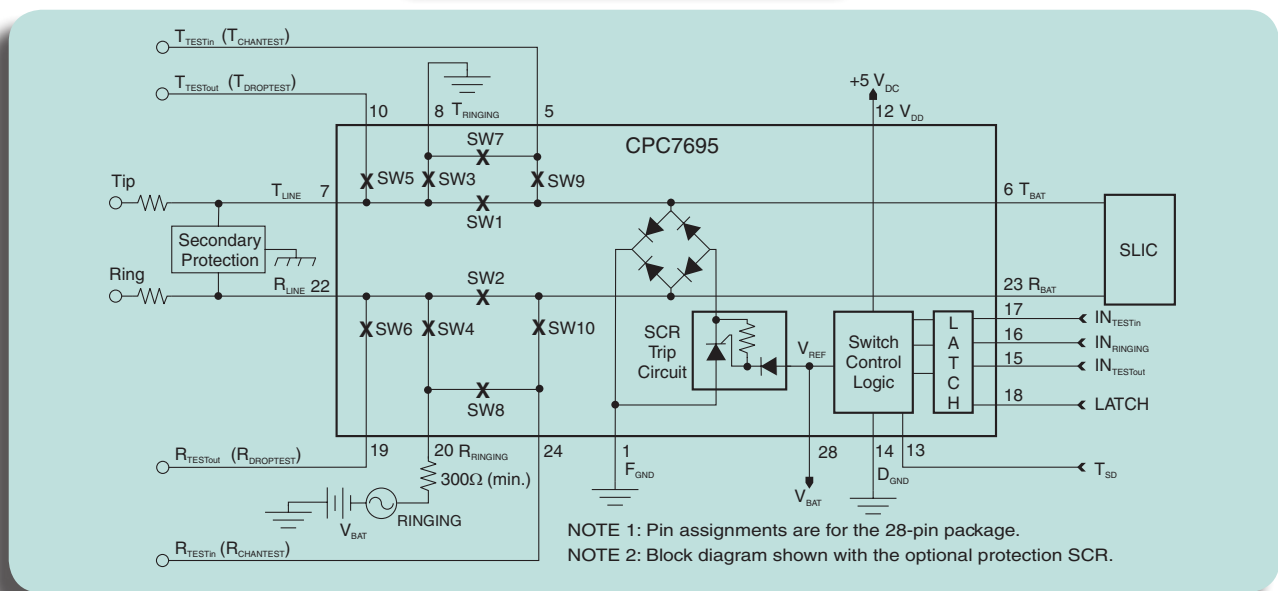 T_TESTin (T_CHANTEST)
T_TESTout (T_DROPTEST)
+5 V_DC
10
8
T_RINGING
5
12 V_DD
CPC7695
SW7
SW5
SW3
SW9
SW1
Tip
T_LINE
7
6 T_BAT
Secondary
Protection
SLIC
Ring
R_LINE 22
SW2
23 R_BAT
SW6
SW4
SW10
SW8
SCR
Trip
Circuit
V_REF
Switch
Control
Logic
L
A
T
C
H
17
IN_TESTin
16
IN_RINGING
15
IN_TESTout
18
LATCH
19
20 R_RINGING
24
1
F_GND
28
14
13
D_GND
T_SD
R_TESTout (R_DROPTEST)
300Ω (min.)
V_BAT
RINGING
V_BAT
R_TESTin (R_CHANTEST)
NOTE 1: Pin assignments are for the 28-pin package.
NOTE 2: Block diagram shown with the optional protection SCR.